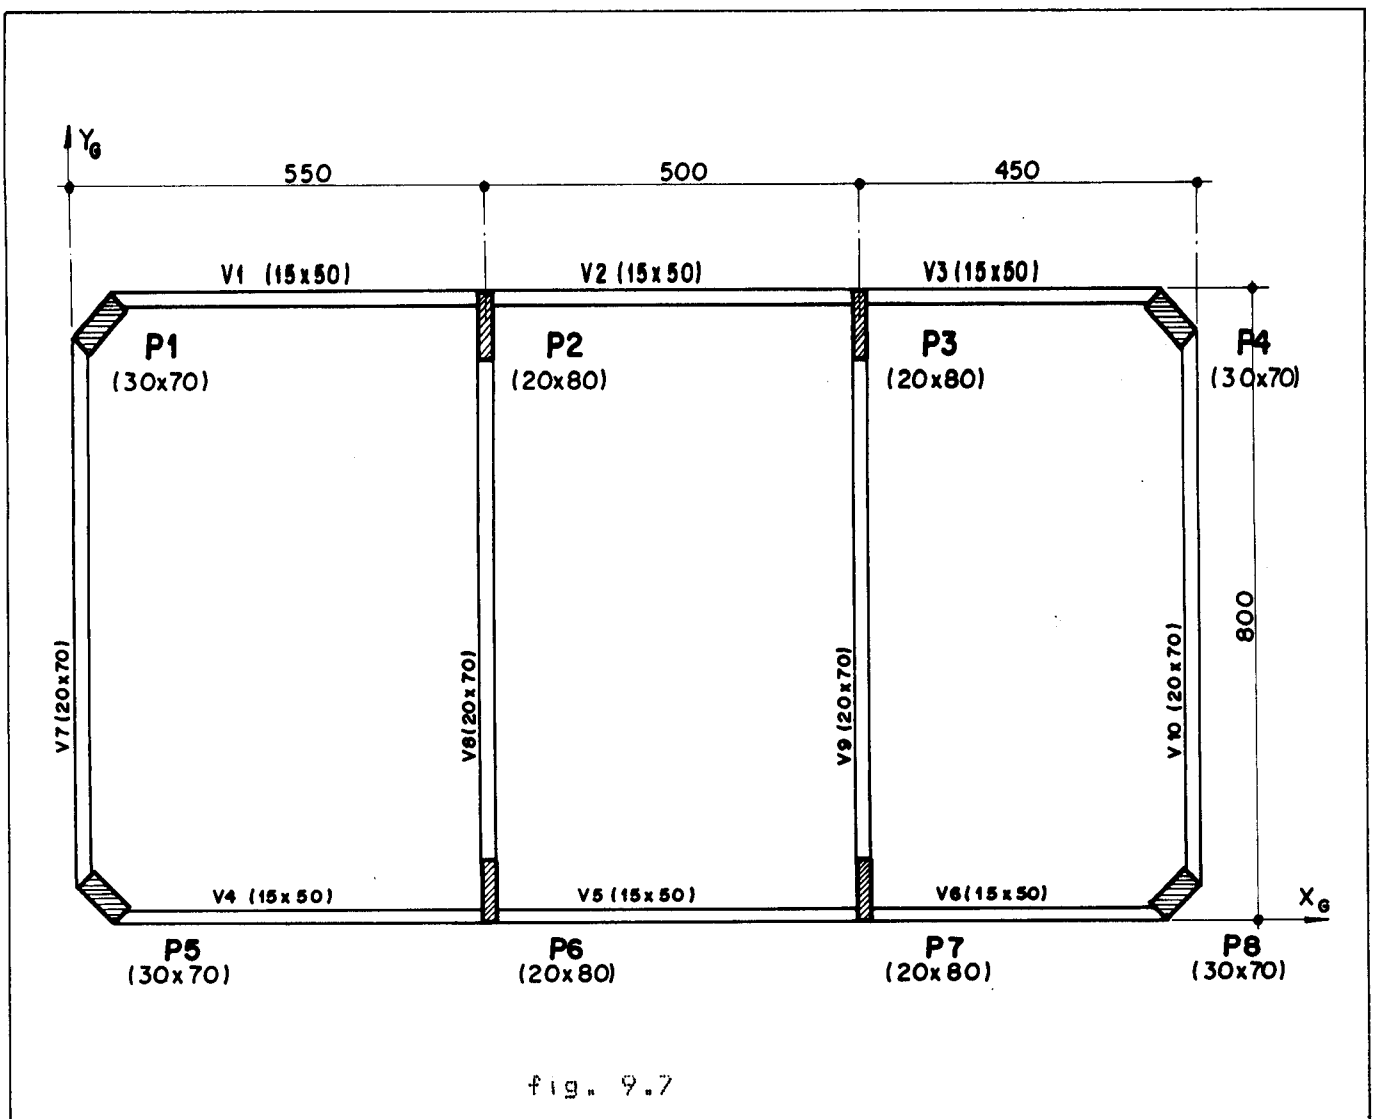 Y_G
550
500
450
V1 (15x50)
V2 (15x50)
V3 (15x50)
P1
(30x70)
P2
(20x80)
P3
(20x80)
P4
(30x70)
800
V7 (20x70)
V8 (20x70)
V9 (20x70)
V10 (20x70)
V4 (15x50)
V5 (15x50)
V6 (15x50)
X_G
P5
(30x70)
P6
(20x80)
P7
(20x80)
P8
(30x70)
fig. 9.7